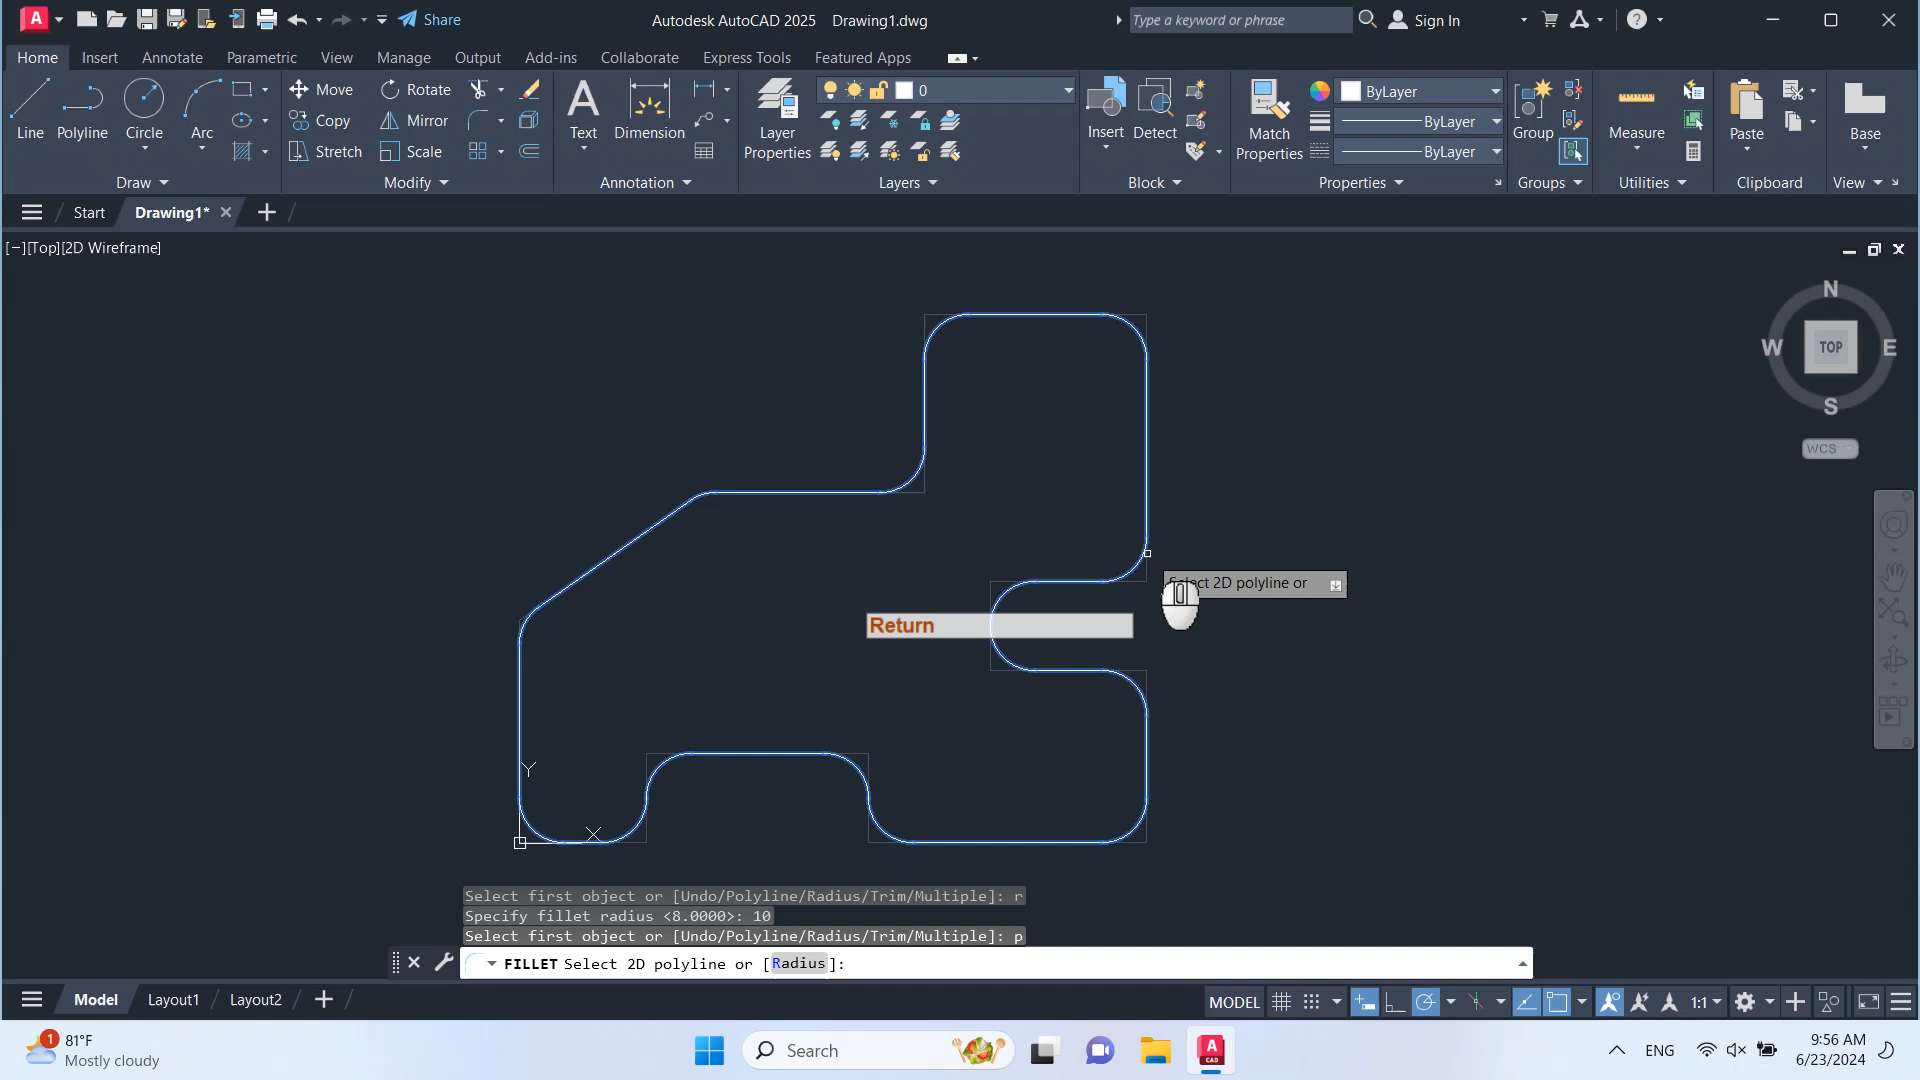 A
Share
Autodesk AutoCAD 2025 Drawing1.dwg
Type a keyword or phrase
Sign In
?
Home Insert Annotate Parametric View Manage Output Add-ins Collaborate Express Tools Featured Apps
Line Polyline Circle Arc
Draw
Move Rotate
Copy Mirror
Stretch Scale
Modify
A
Text Dimension
Annotation
Layer
Properties
0
Layers
Insert Detect
Block
Match
Properties
ByLayer
ByLayer
ByLayer
Properties
Group
Groups
Measure
Utilities
Paste
Clipboard
Base
View
Start Drawing1*
[−][Top][2D Wireframe]
N
W TOP E
S
WCS
Select 2D polyline or
Return
Y
X
Select first object or [Undo/Polyline/Radius/Trim/Multiple]: r
Specify fillet radius <8.0000>: 10
Select first object or [Undo/Polyline/Radius/Trim/Multiple]: p
FILLET Select 2D polyline or [Radius]:
Model Layout1 Layout2
MODEL
1:1
1
81°F
Mostly cloudy
Search
A
CAD
ENG
9:56 AM
6/23/2024